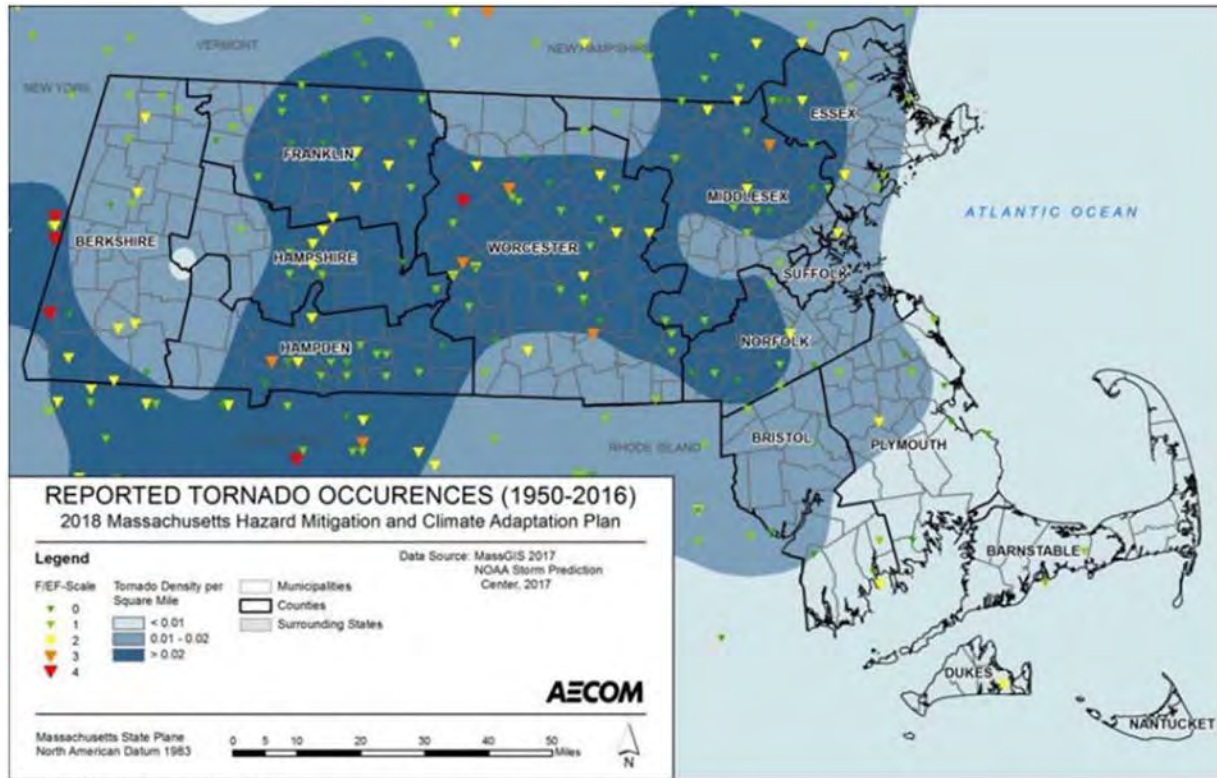 VERMONT
NEW HAMPSHIRE
NEW YORK
ESSEX
FRANKLIN
MIDDLESEX
ATLANTIC OCEAN
BERKSHIRE
WORCESTER
HAMPSHIRE
SUFFOLK
NORFOLK
HAMPDEN
BRISTOL
PLYMOUTH
RHODE ISLAND
REPORTED TORNADO OCCURENCES (1950-2016)
2018 Massachusetts Hazard Mitigation and Climate Adaptation Plan
Legend
F/EF-Scale
0
1
2
3
4
Tornado Density per
Square Mile
< 0.01
0.01 - 0.02
> 0.02
Municipalities
Counties
Surrounding States
Data Source: MassGIS 2017
NOAA Storm Prediction
Center, 2017
AECOM
Massachusetts State Plane
North American Datum 1983
0 5 10 20 30 40 50
Miles
N
BARNSTABLE
DUKES
NANTUCKET